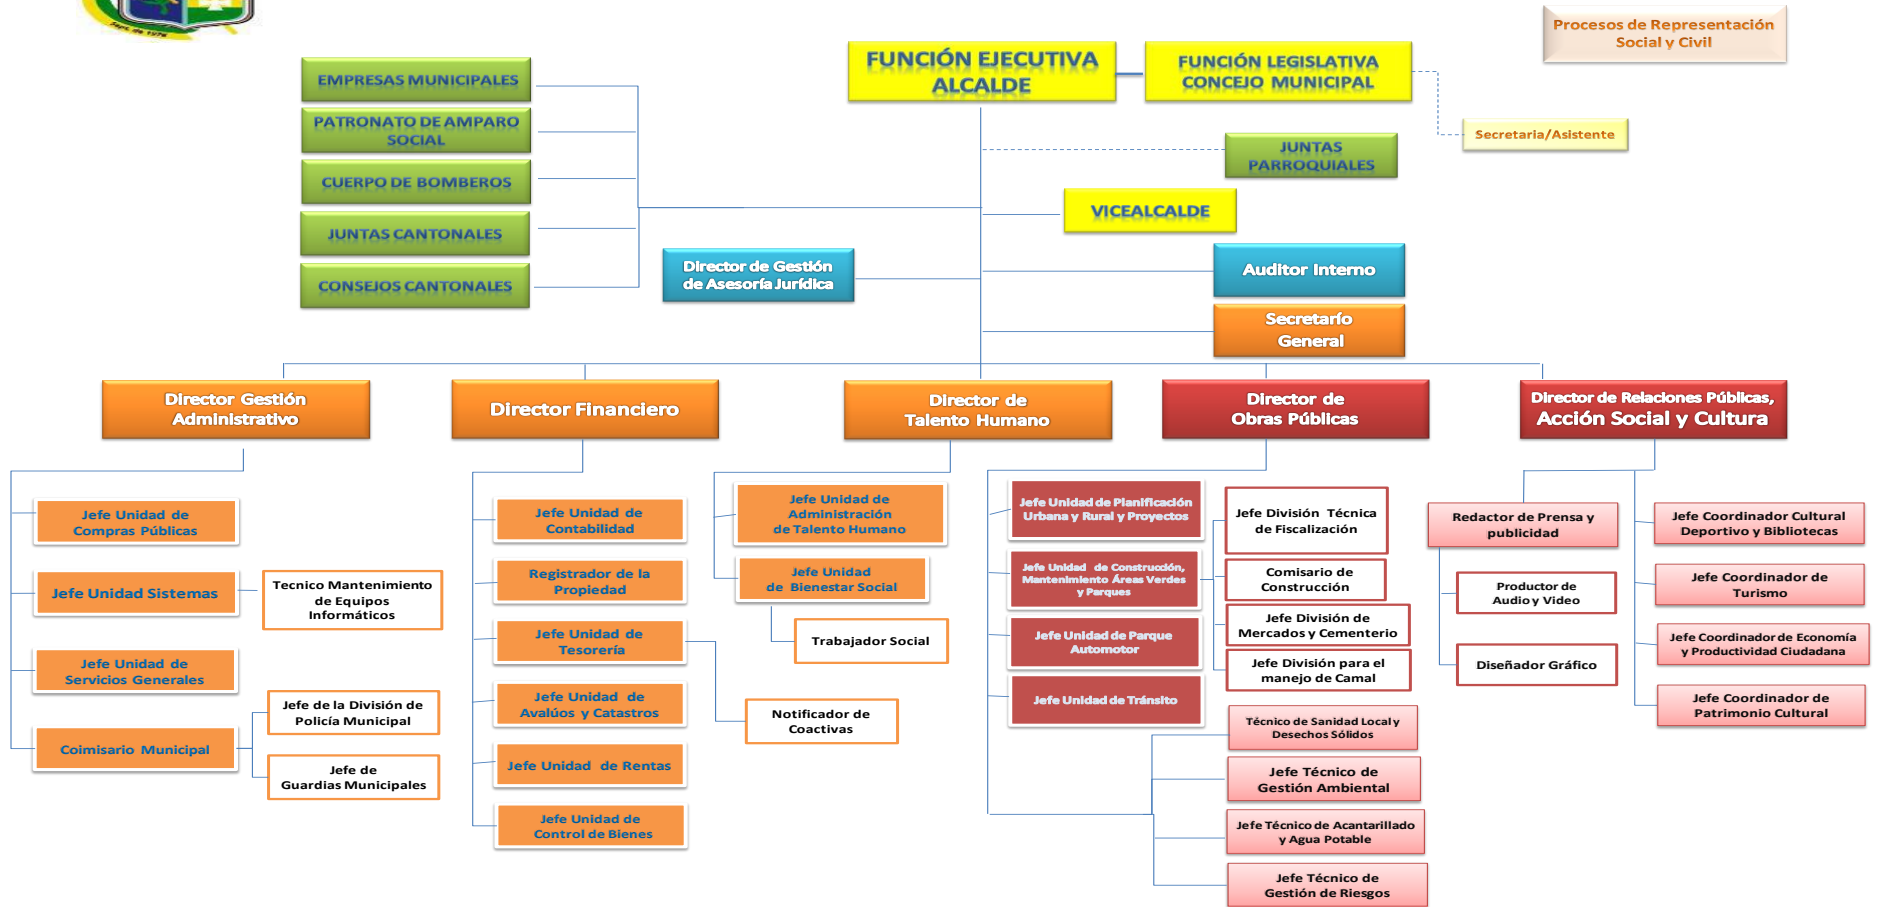 Sept. de 1978
Procesos de Representación
Social y Civil
FUNCIÓN EJECUTIVA
ALCALDE
FUNCIÓN LEGISLATIVA
CONCEJO MUNICIPAL
Secretaria/Asistente
EMPRESAS MUNICIPALES
PATRONATO DE AMPARO
SOCIAL
CUERPO DE BOMBEROS
JUNTAS CANTONALES
CONSEJOS CANTONALES
JUNTAS
PARROQUIALES
VICEALCALDE
Director de Gestión
de Asesoría Jurídica
Auditor Interno
Secretarío
General
Director Gestión
Administrativo
Director Financiero
Director de
Talento Humano
Director de
Obras Públicas
Director de Relaciones Públicas,
Acción Social y Cultura
Jefe Unidad de
Compras Públicas
Jefe Unidad Sistemas
Tecnico Mantenimiento
de Equipos
Informáticos
Jefe Unidad de
Servicios Generales
Coimisario Municipal
Jefe de la División de
Policía Municipal
Jefe de
Guardias Municipales
Jefe Unidad de
Contabilidad
Registrador de la
Propiedad
Jefe Unidad de
Tesorería
Jefe Unidad de
Avalúos y Catastros
Jefe Unidad de Rentas
Jefe Unidad de
Control de Bienes
Notificador de
Coactivas
Jefe Unidad de
Administración
de Talento Humano
Jefe Unidad
de Bienestar Social
Trabajador Social
Jefe Unidad de Planificación
Urbana y Rural y Proyectos
Jefe Unidad de Construcción,
Mantenimiento Áreas Verdes
y Parques
Jefe Unidad de Parque
Automotor
Jefe Unidad de Tránsito
Jefe División Técnica
de Fiscalización
Comisario de
Construcción
Jefe División de
Mercados y Cementerio
Jefe División para el
manejo de Camal
Técnico de Sanidad Local y
Desechos Sólidos
Jefe Técnico de
Gestión Ambiental
Jefe Técnico de Acantarillado
y Agua Potable
Jefe Técnico de
Gestión de Riesgos
Redactor de Prensa y
publicidad
Productor de
Audio y Video
Diseñador Gráfico
Jefe Coordinador Cultural
Deportivo y Bibliotecas
Jefe Coordinador de
Turismo
Jefe Coordinador de Economía
y Productividad Ciudadana
Jefe Coordinador de
Patrimonio Cultural